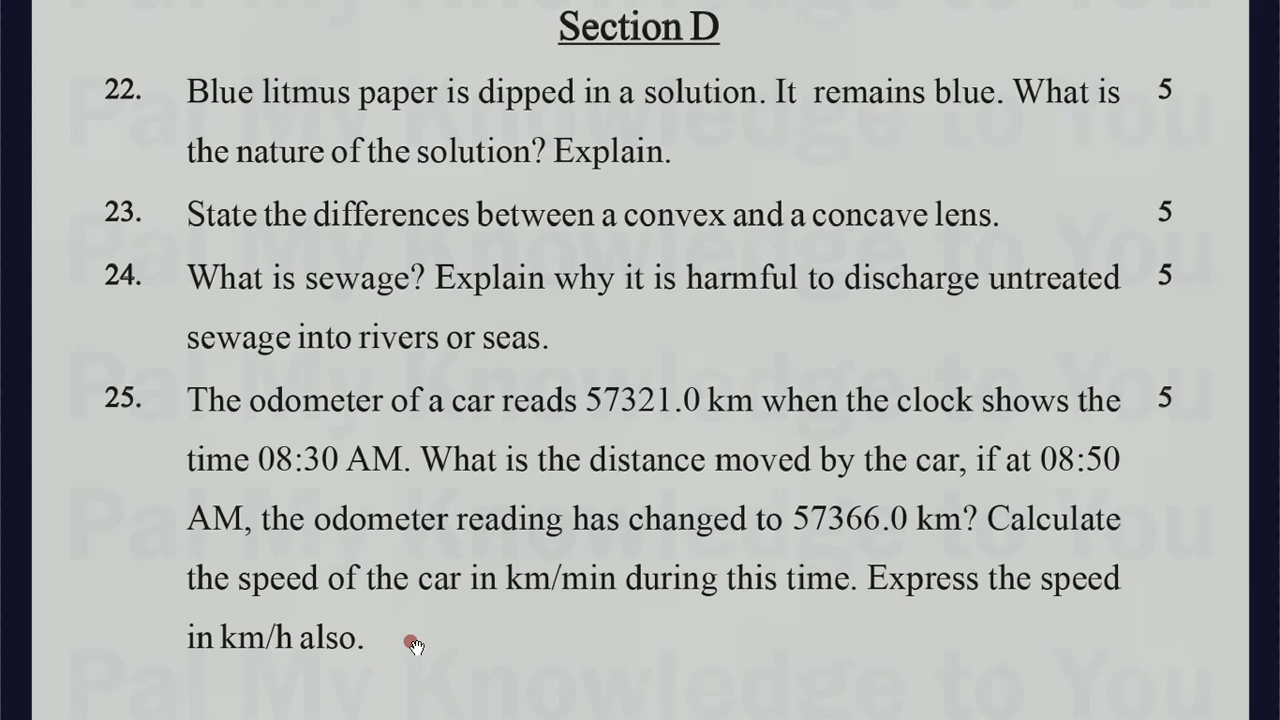 Section D
22. Blue litmus paper is dipped in a solution. It remains blue. What is 5
the nature of the solution? Explain.
23. State the differences between a convex and a concave lens. 5
24. What is sewage? Explain why it is harmful to discharge untreated 5
sewage into rivers or seas.
25. The odometer of a car reads 57321.0 km when the clock shows the 5
time 08:30 AM. What is the distance moved by the car, if at 08:50
AM, the odometer reading has changed to 57366.0 km? Calculate
the speed of the car in km/min during this time. Express the speed
in km/h also.